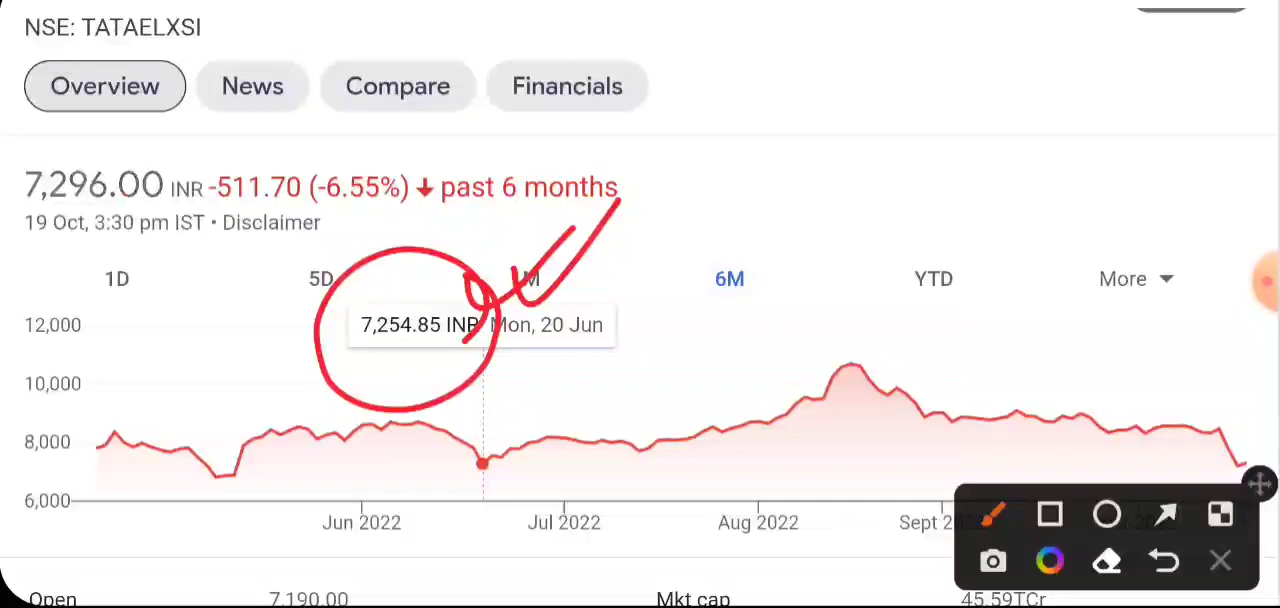 NSE: TATAELXSI
Overview News Compare Financials
7,296.00 INR -511.70 (-6.55%) past 6 months
19 Oct, 3:30 pm IST • Disclaimer
1D 5D M 6M YTD More
7,254.85 INR Mon, 20 Jun
12,000
10,000
8,000
6,000
Jun 2022 Jul 2022 Aug 2022 Sept
Open 7,190.00 Mkt cap 45.59TCr